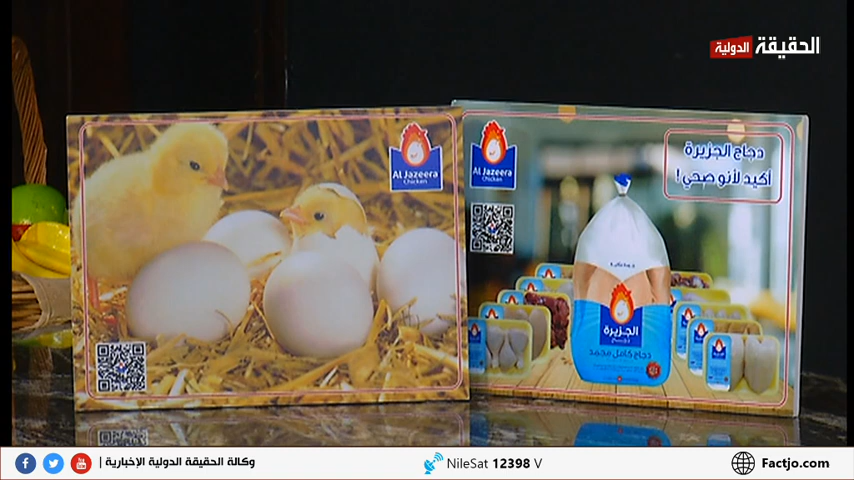 الحقيقة الدولية
Al Jazeera
Chicken
Al Jazeera
Chicken
دجاج الجزيرة
أكيد لأنو صحي!
الجزيرة
دجاج كامل مجمد
وكالة الحقيقة الدولية الإخبارية |
NileSat 12398 V
Factjo.com